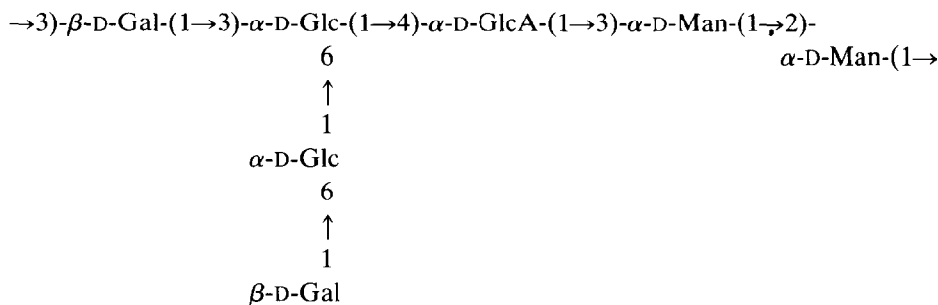 →3)-β-D-Gal-(1→3)-α-D-Glc-(1→4)-α-D-GlcA-(1→3)-α-D-Man-(1→2)-
α-D-Man-(1→
6
↑
1
α-D-Glc
6
↑
1
β-D-Gal